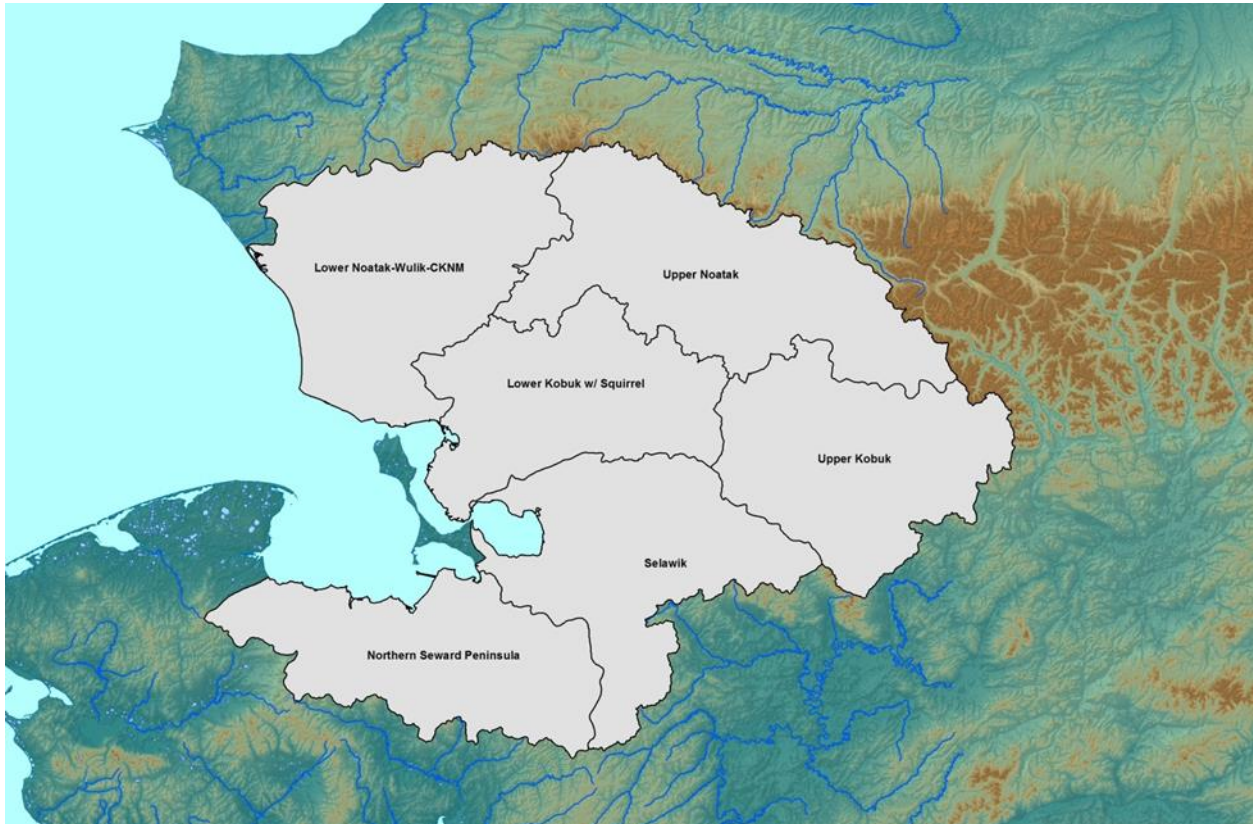 Lower Noatak-Wulik-CKNM
Upper Noatak
Lower Kobuk w/ Squirrel
Upper Kobuk
Selawik
Northern Seward Peninsula